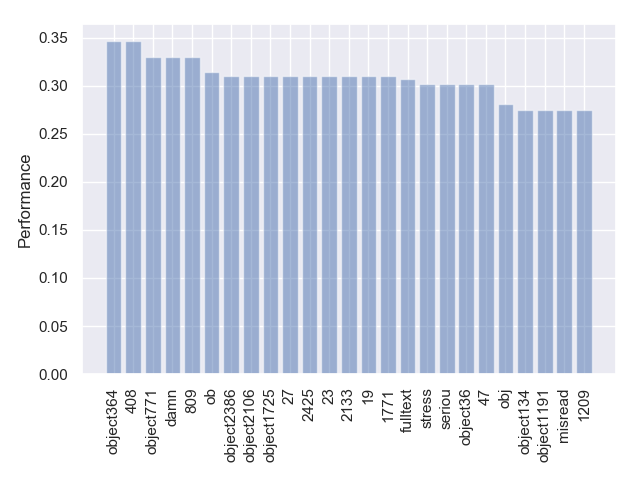 0.35
0.30
0.25
0.20
0.15
0.10
0.05
0.00
Performance
object364
408
object771
damn
809
ob
object2386
object2106
object1725
27
2425
23
2133
19
1771
fulltext
stress
seriou
object36
47
obj
object134
object1191
misread
1209